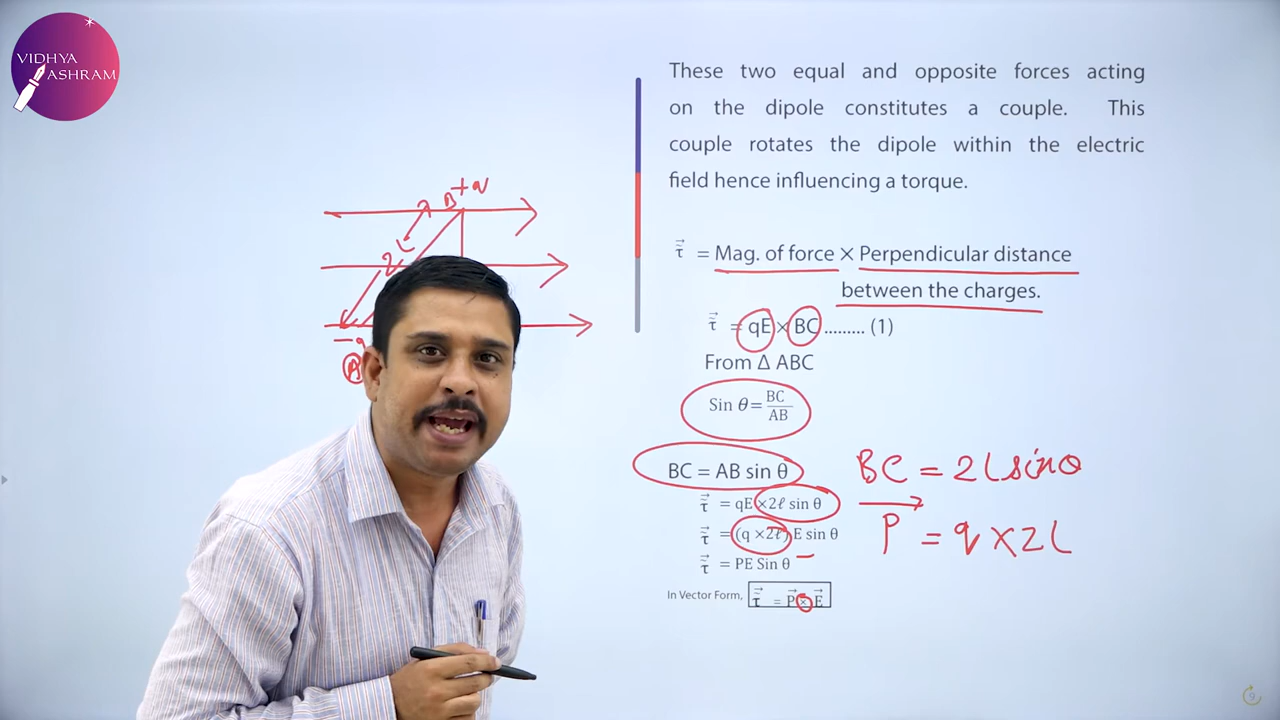 VIDHYA
ASHRAM
These two equal and opposite forces acting
on the dipole constitutes a couple. This
couple rotates the dipole within the electric
field hence influencing a torque.
τ⃗ = Mag. of force × Perpendicular distance
between the charges.
τ⃗ = qE × BC ......... (1)
From Δ ABC
Sin θ = BC/AB
BC = AB sin θ
τ⃗ = qE ×2ℓ sin θ
τ⃗ = (q ×2ℓ) E sin θ
τ⃗ = PE Sin θ
In Vector Form, τ⃗ = P⃗ × E⃗
BC = 2l sinθ
P⃗ = q × 2l
B +q
2l
-q
A
9